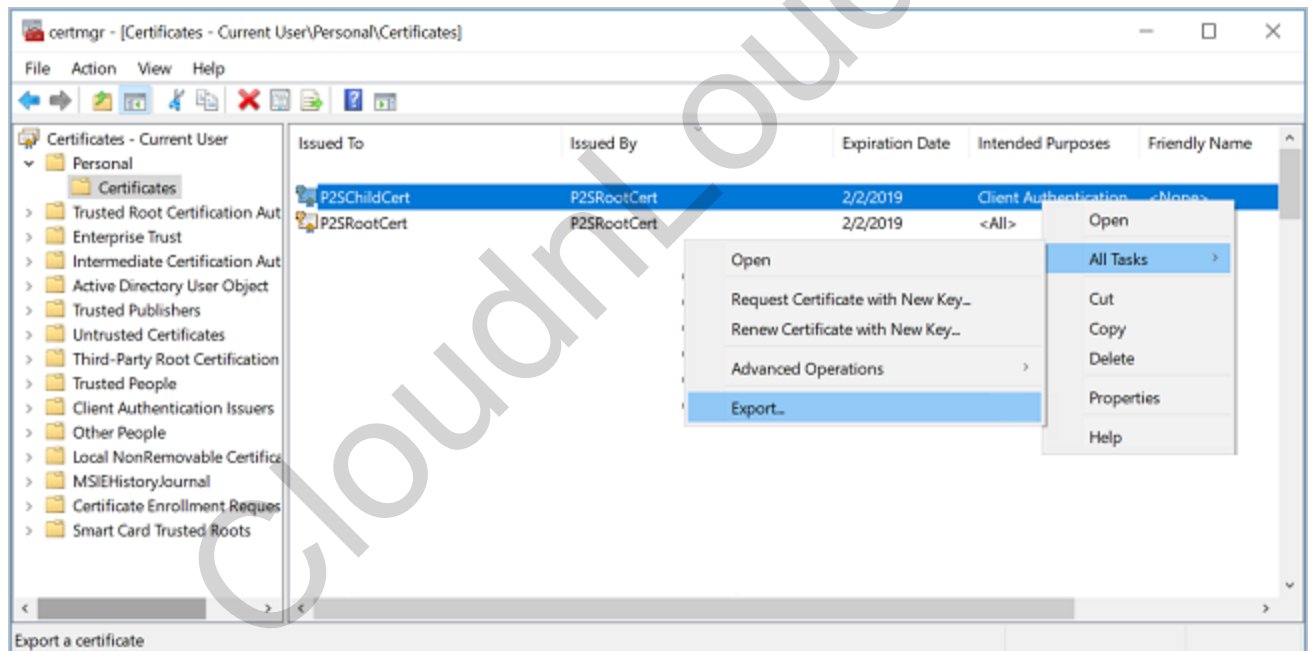 certmgr - [Certificates - Current User\Personal\Certificates]
File Action View Help
Certificates - Current User
Personal
Certificates
Trusted Root Certification Aut
Enterprise Trust
Intermediate Certification Aut
Active Directory User Object
Trusted Publishers
Untrusted Certificates
Third-Party Root Certification
Trusted People
Client Authentication Issuers
Other People
Local NonRemovable Certifica
MSIEHistoryJournal
Certificate Enrollment Reques
Smart Card Trusted Roots
Issued To Issued By Expiration Date Intended Purposes Friendly Name
P2SChildCert P2SRootCert 2/2/2019 Client Authentication <None>
P2SRootCert P2SRootCert 2/2/2019 <All>
Open
All Tasks
Cut
Copy
Delete
Properties
Help
Open
Request Certificate with New Key...
Renew Certificate with New Key...
Advanced Operations
Export...
Export a certificate
CloudnLoud